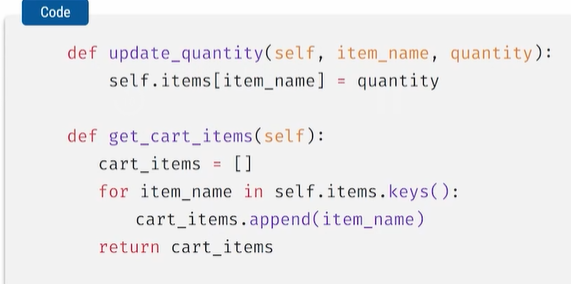 Code
def update_quantity(self, item_name, quantity):
    self.items[item_name] = quantity
def get_cart_items(self):
   cart_items = []
   for item_name in self.items.keys():
       cart_items.append(item_name)
   return cart_items